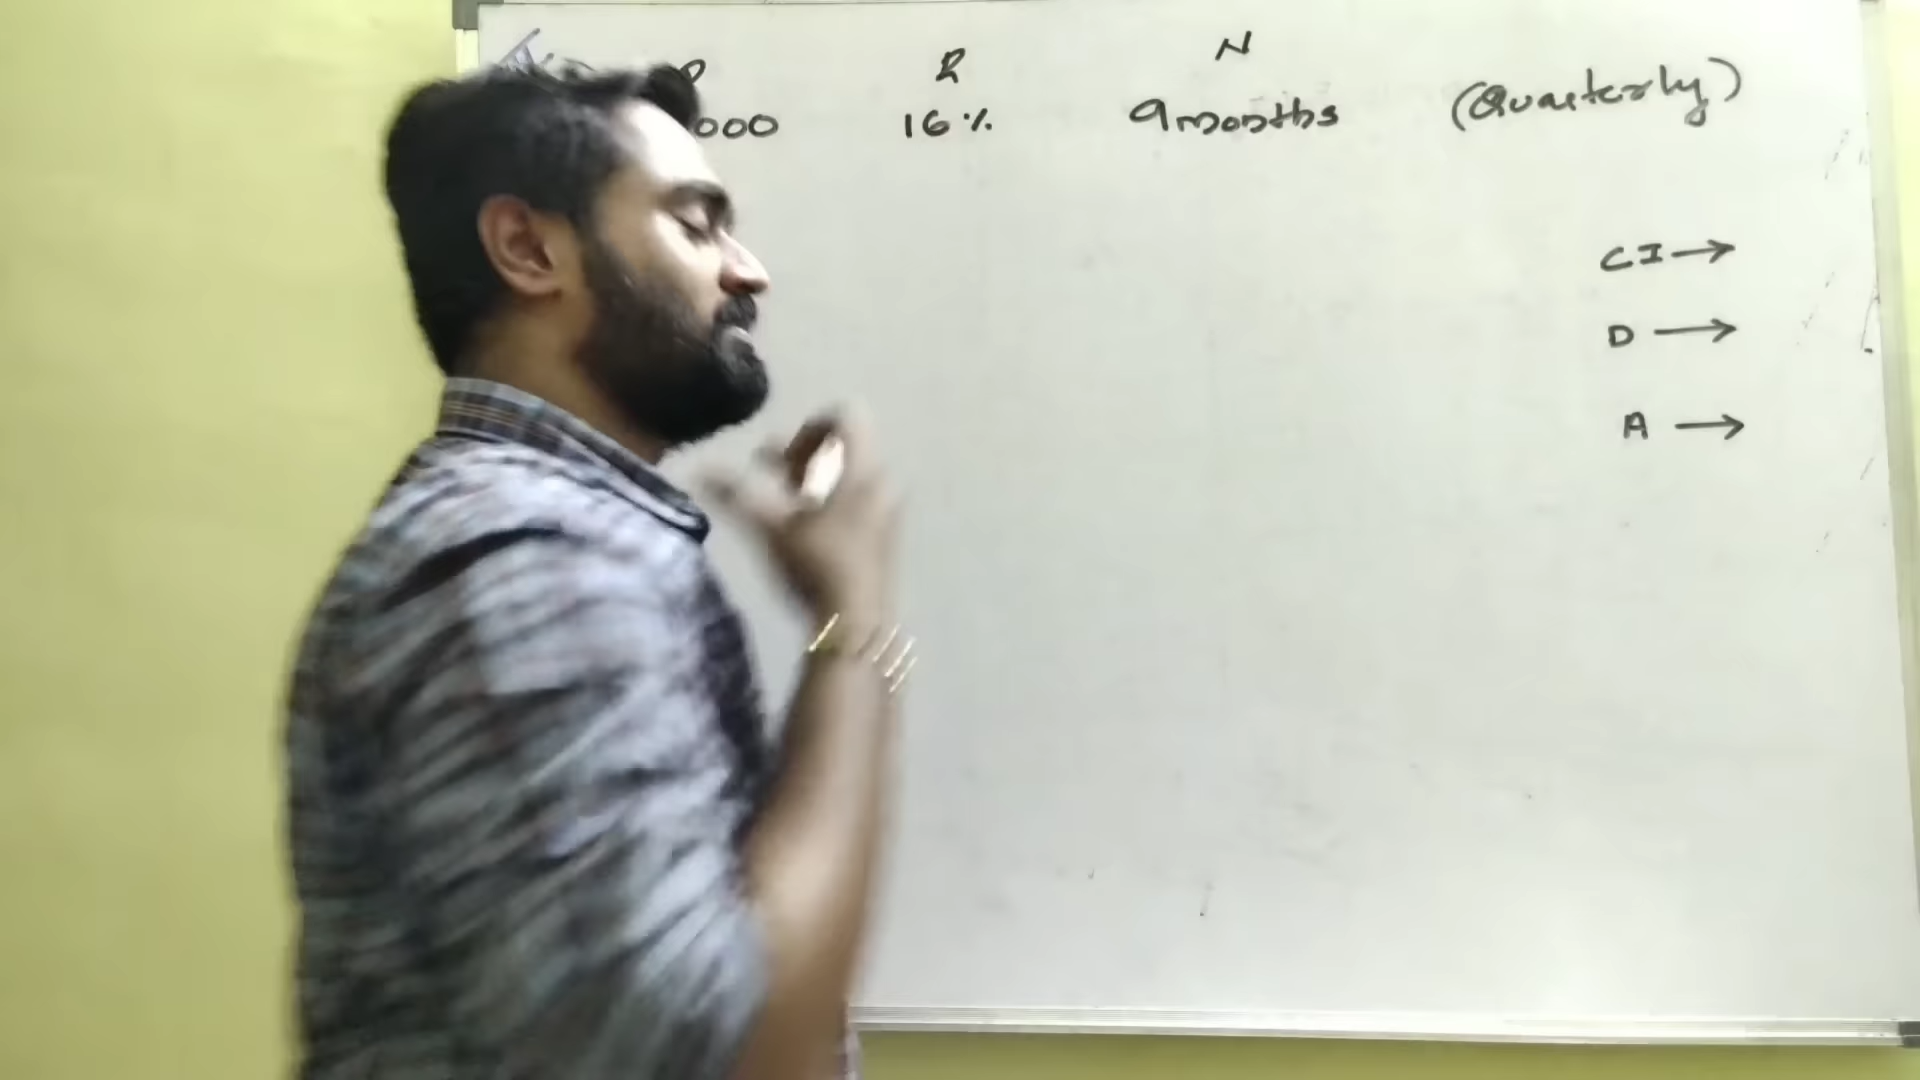 P R N
000 16% 9months (Quarterly)
CI →
D →
A →